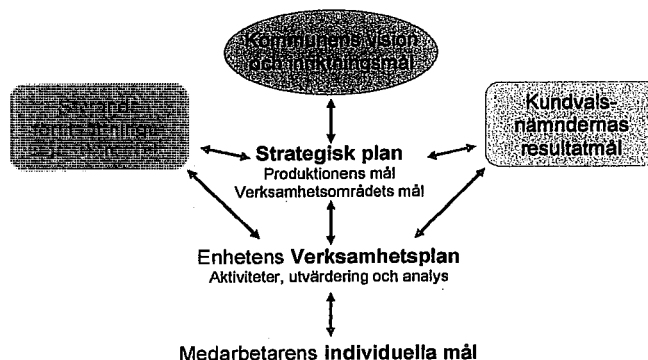 Kommunens vision
och inriktningsmål
Kundvals-
nämndernas
resultatmål
Strategisk plan
Produktionens mål
Verksamhetsområdets mål
Enhetens Verksamhetsplan
Aktiviteter, utvärdering och analys
Medarbetarens individuella mål